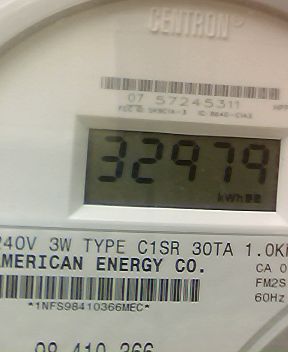 CENTRON
07 57245311
32979
kWh
240V 3W TYPE C1SR 30TA 1.0K
AMERICAN ENERGY CO.
CA 0
FM2S
60Hz
*1NFS98410366MEC*
98 410 366